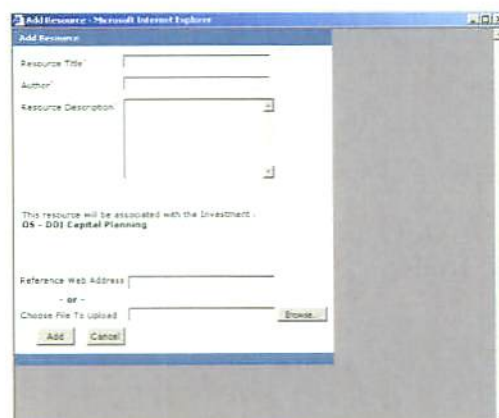 Add Resource - Microsoft Internet Explorer
Add Resource
Resource Title*
Author*
Resource Description
This resource will be associated with the Investment -
OS - DOI Capital Planning
Reference Web Address
- or -
Choose File To Upload
Browse...
Add Cancel